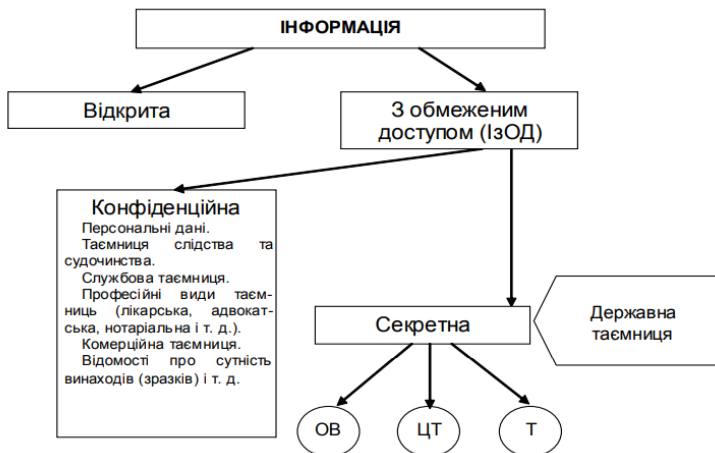 ІНФОРМАЦІЯ
Відкрита
З обмеженим
доступом (ІзОД)
Конфіденційна
Персональні дані.
Таємниця слідства та
судочинства.
Службова таємниця.
Професійні види таєм-
ниць (лікарська, адвокат-
ська, нотаріальна і т. д.).
Комерційна таємниця.
Відомості про сутність
винаходів (зразків) і т. д.
Секретна
Державна
таємниця
ОВ
ЦТ
Т